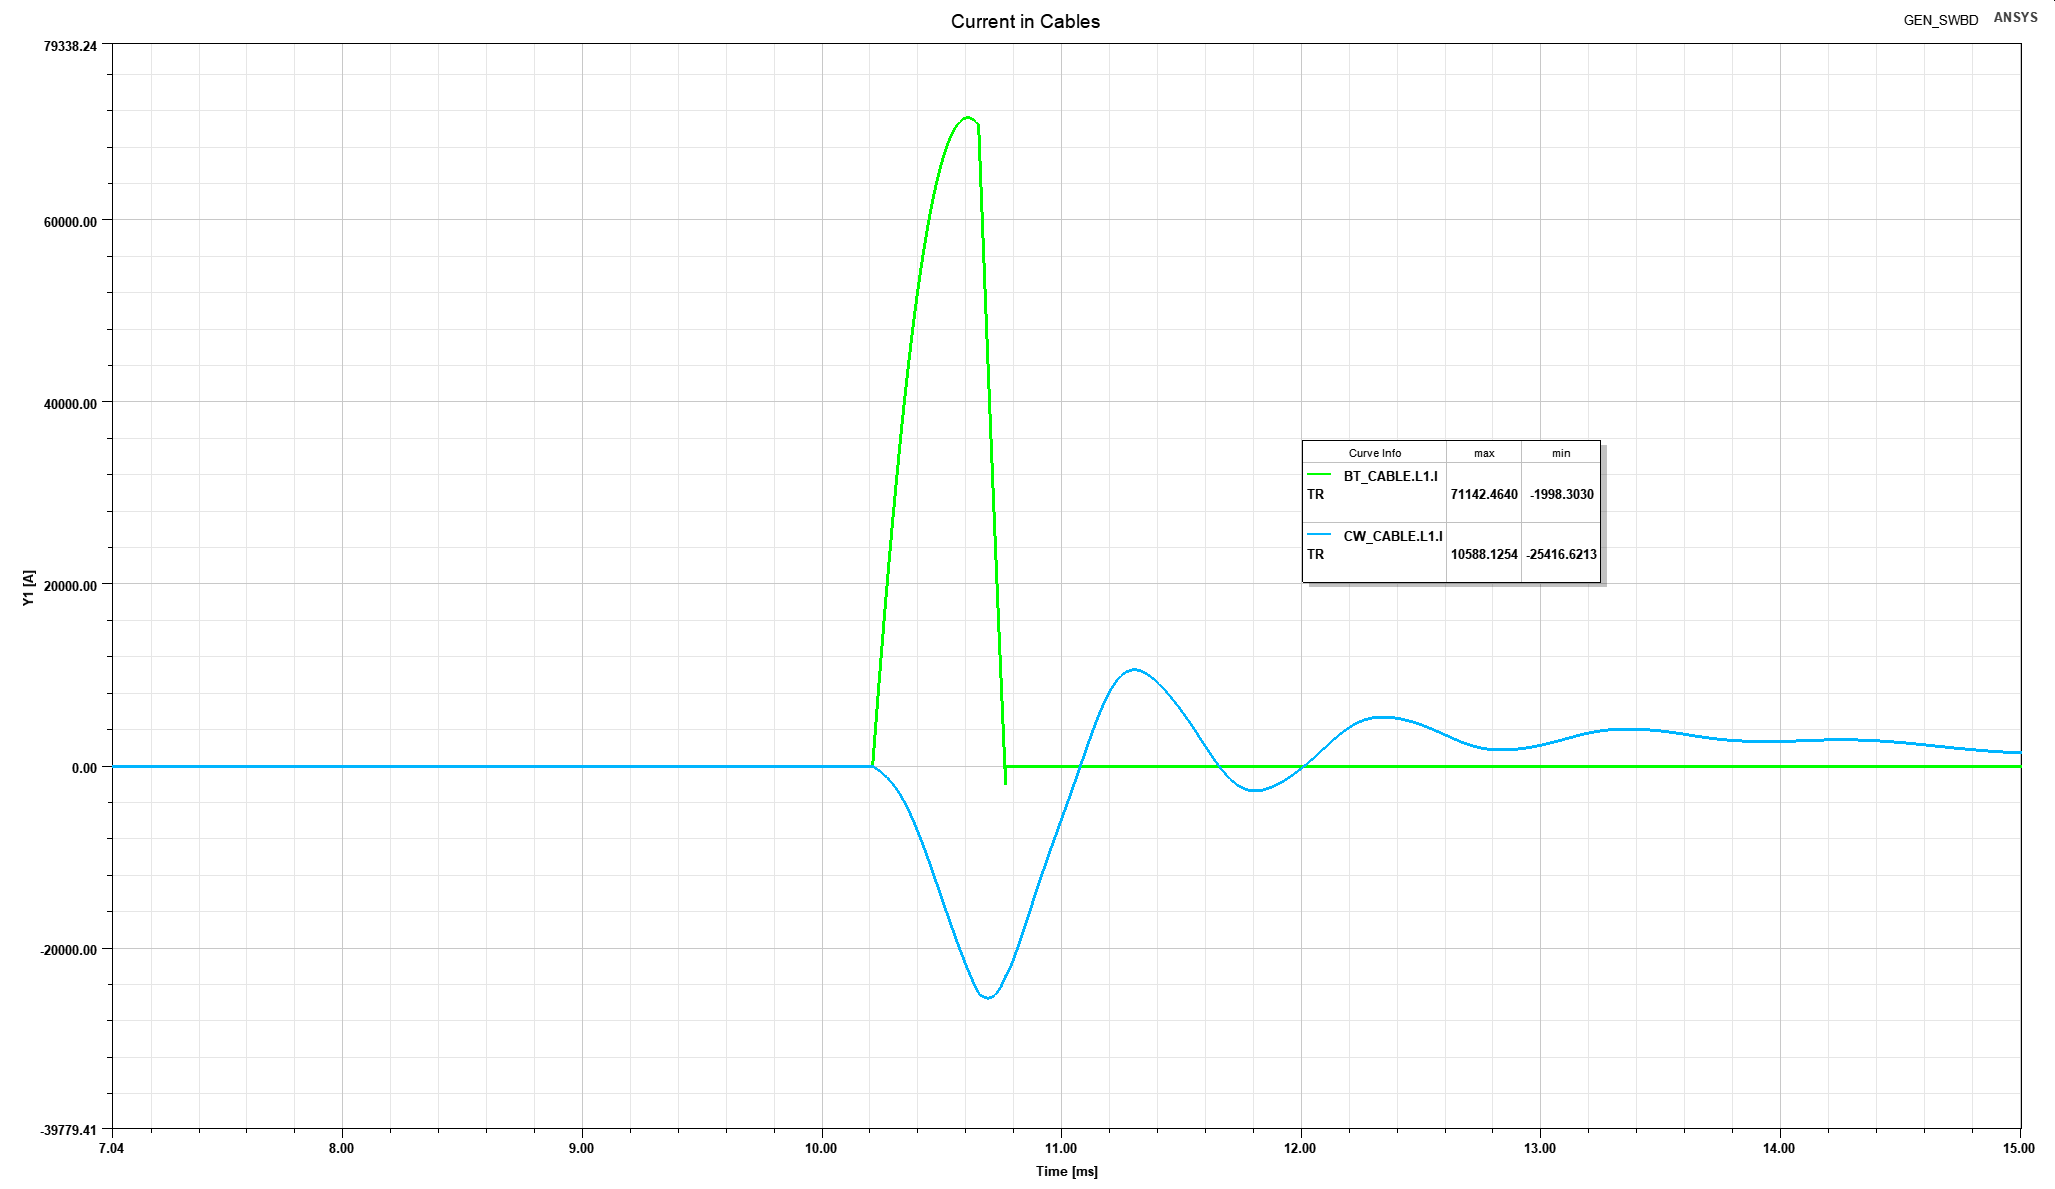 Current in Cables
GEN_SWBD
ANSYS
79338.24
60000.00
40000.00
20000.00
0.00
-20000.00
-39779.41
Y1 [A]
Curve Info max min
BT_CABLE.L1.I
TR 71142.4640 -1998.3030
CW_CABLE.L1.I
TR 10588.1254 -25416.6213
7.04 8.00 9.00 10.00 11.00 12.00 13.00 14.00 15.00
Time [ms]